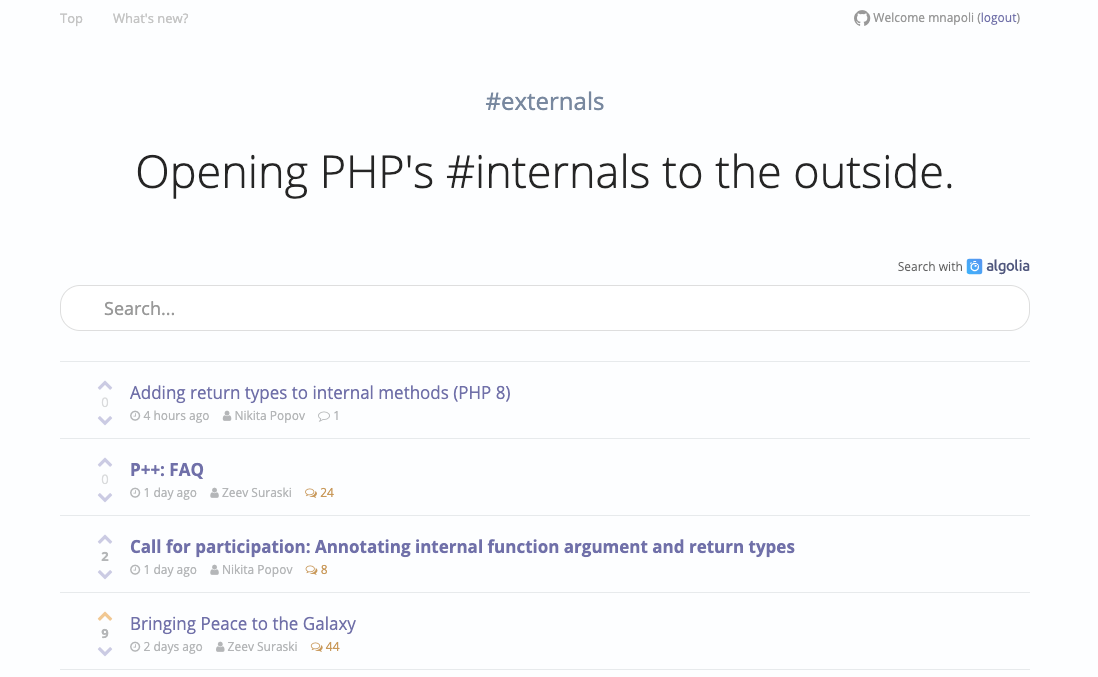 Top What's new? Welcome mnapoli (logout)
#externals
Opening PHP's #internals to the outside.
Search with algolia
Search...
Adding return types to internal methods (PHP 8)
0
4 hours ago Nikita Popov 1
P++: FAQ
0
1 day ago Zeev Suraski 24
Call for participation: Annotating internal function argument and return types
2
1 day ago Nikita Popov 8
Bringing Peace to the Galaxy
9
2 days ago Zeev Suraski 44